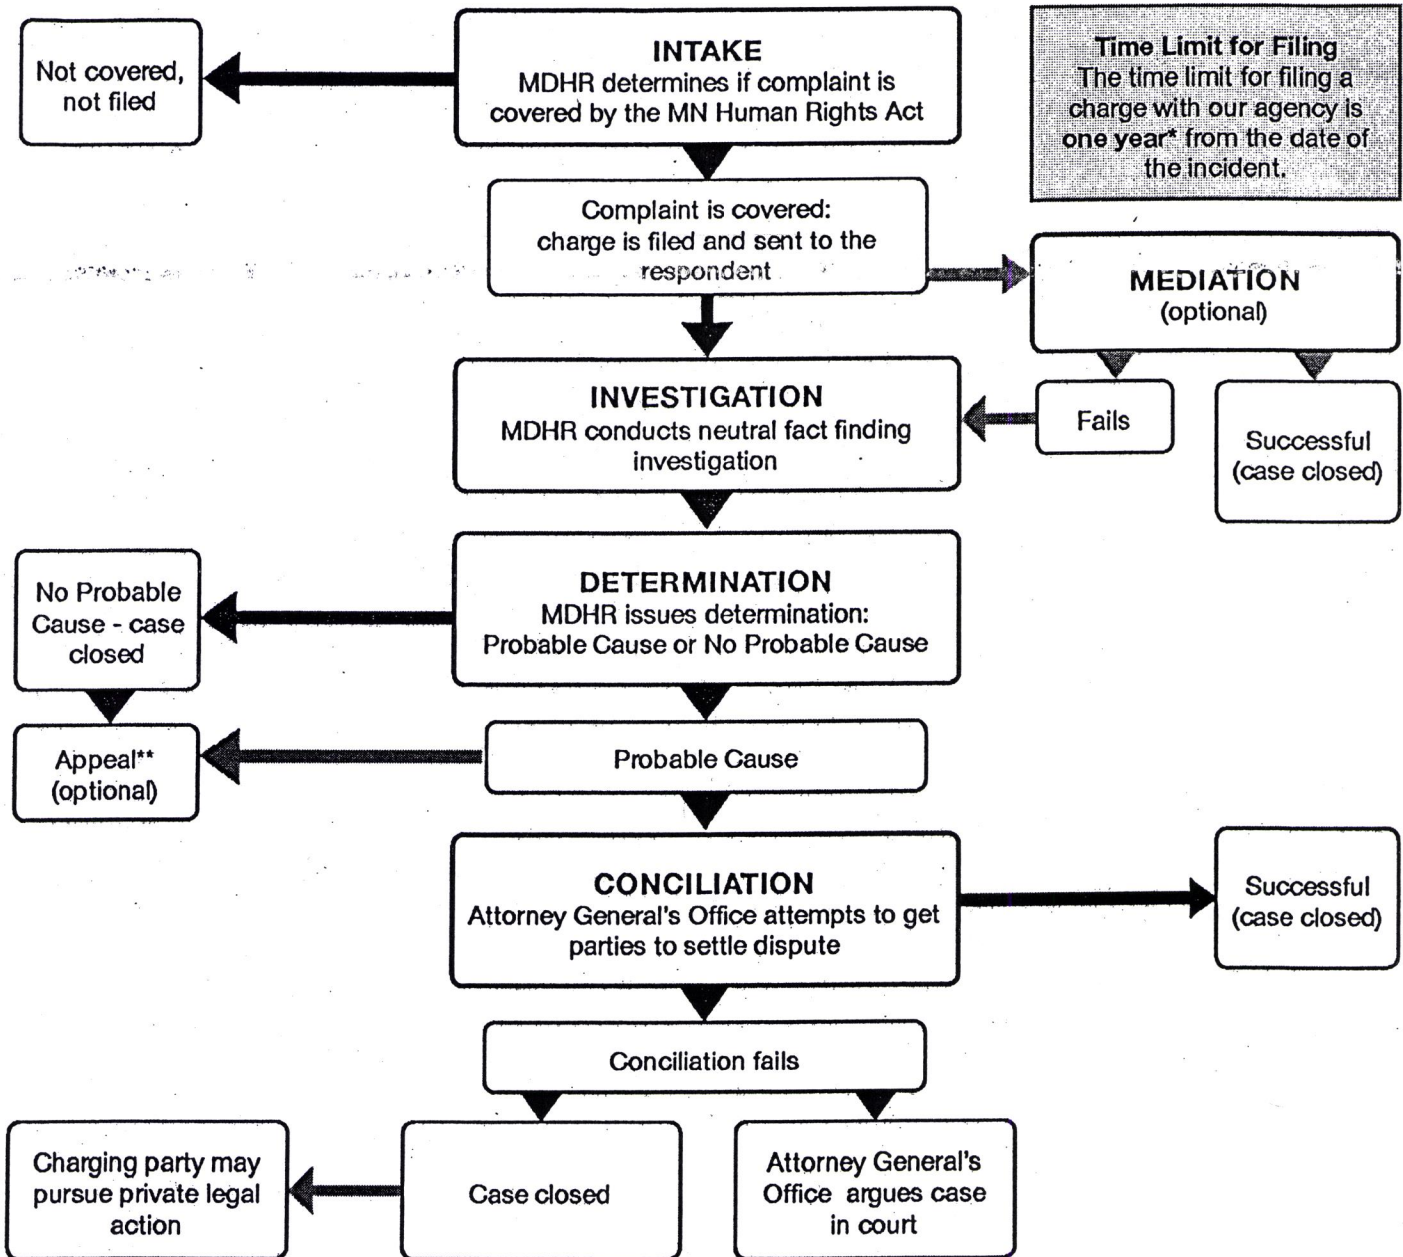 Not covered,
not filed
INTAKE
MDHR determines if complaint is
covered by the MN Human Rights Act
Time Limit for Filing
The time limit for filing a
charge with our agency is
one year* from the date of
the incident.
Complaint is covered:
charge is filed and sent to the
respondent
MEDIATION
(optional)
INVESTIGATION
MDHR conducts neutral fact finding
investigation
Fails
Successful
(case closed)
No Probable
Cause - case
closed
DETERMINATION
MDHR issues determination:
Probable Cause or No Probable Cause
Appeal**
(optional)
Probable Cause
CONCILIATION
Attorney General's Office attempts to get
parties to settle dispute
Successful
(case closed)
Conciliation fails
Charging party may
pursue private legal
action
Case closed
Attorney General's
Office argues case
in court